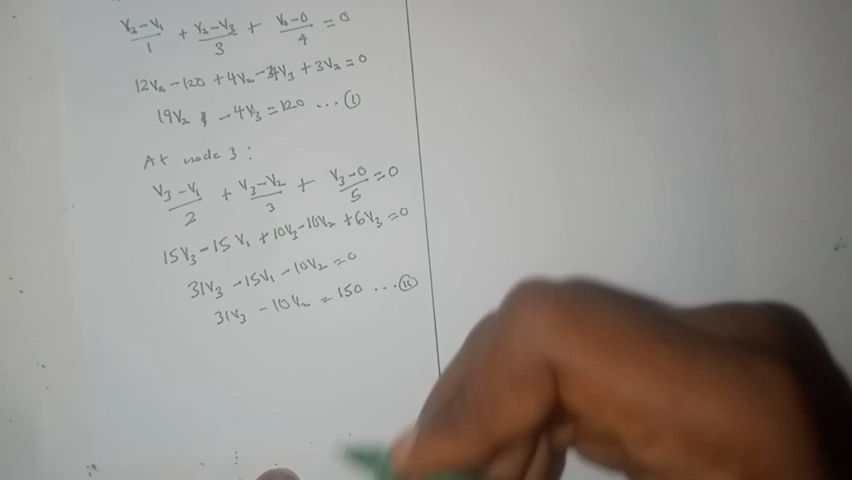 V₂-V₁/1 + V₂-V₃/3 + V₂-0/4 = 0
12V₂ - 120 + 4V₂ - 4V₃ + 3V₂ = 0
19V₂ - 4V₃ = 120 ... (i)
At node 3:
V₃-V₁/2 + V₃-V₂/3 + V₃-0/5 = 0
15V₃ - 15V₁ + 10V₃ - 10V₂ + 6V₃ = 0
31V₃ - 15V₁ - 10V₂ = 0
31V₃ - 10V₂ = 150 ... (ii)